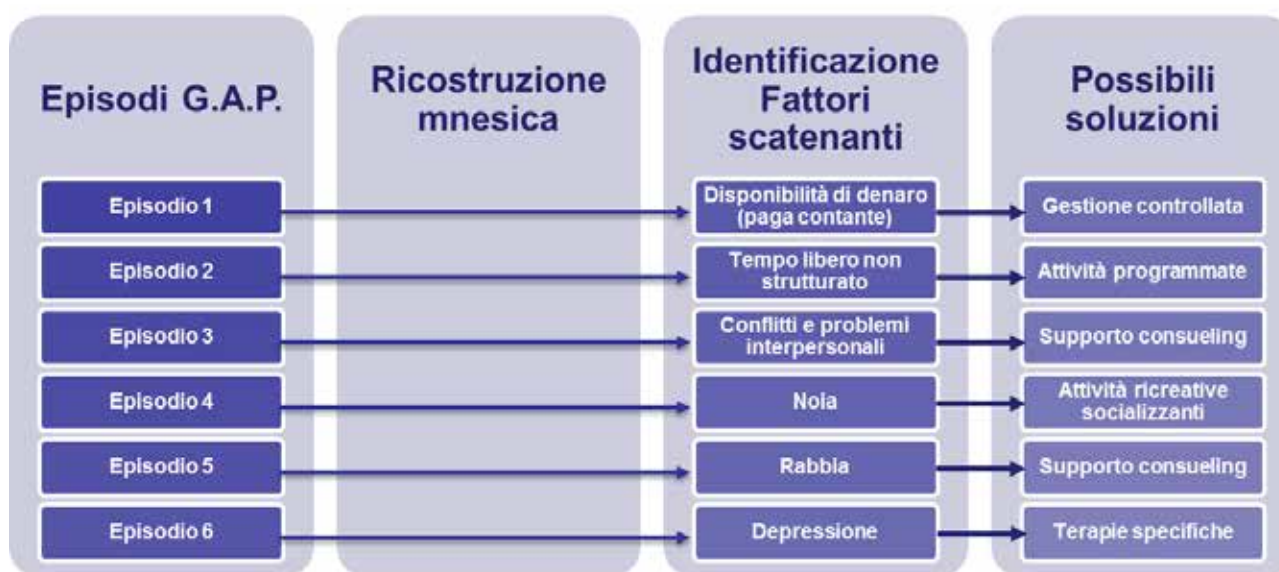 Episodi G.A.P.
Ricostruzione
mnesica
Identificazione
Fattori
scatenanti
Possibili
soluzioni
Episodio 1
Disponibilità di denaro
(paga contante)
Gestione controllata
Episodio 2
Tempo libero non
strutturato
Attività programmate
Episodio 3
Conflitti e problemi
interpersonali
Supporto consueling
Episodio 4
Noia
Attività ricreative
socializzanti
Episodio 5
Rabbia
Supporto consueling
Episodio 6
Depressione
Terapie specifiche